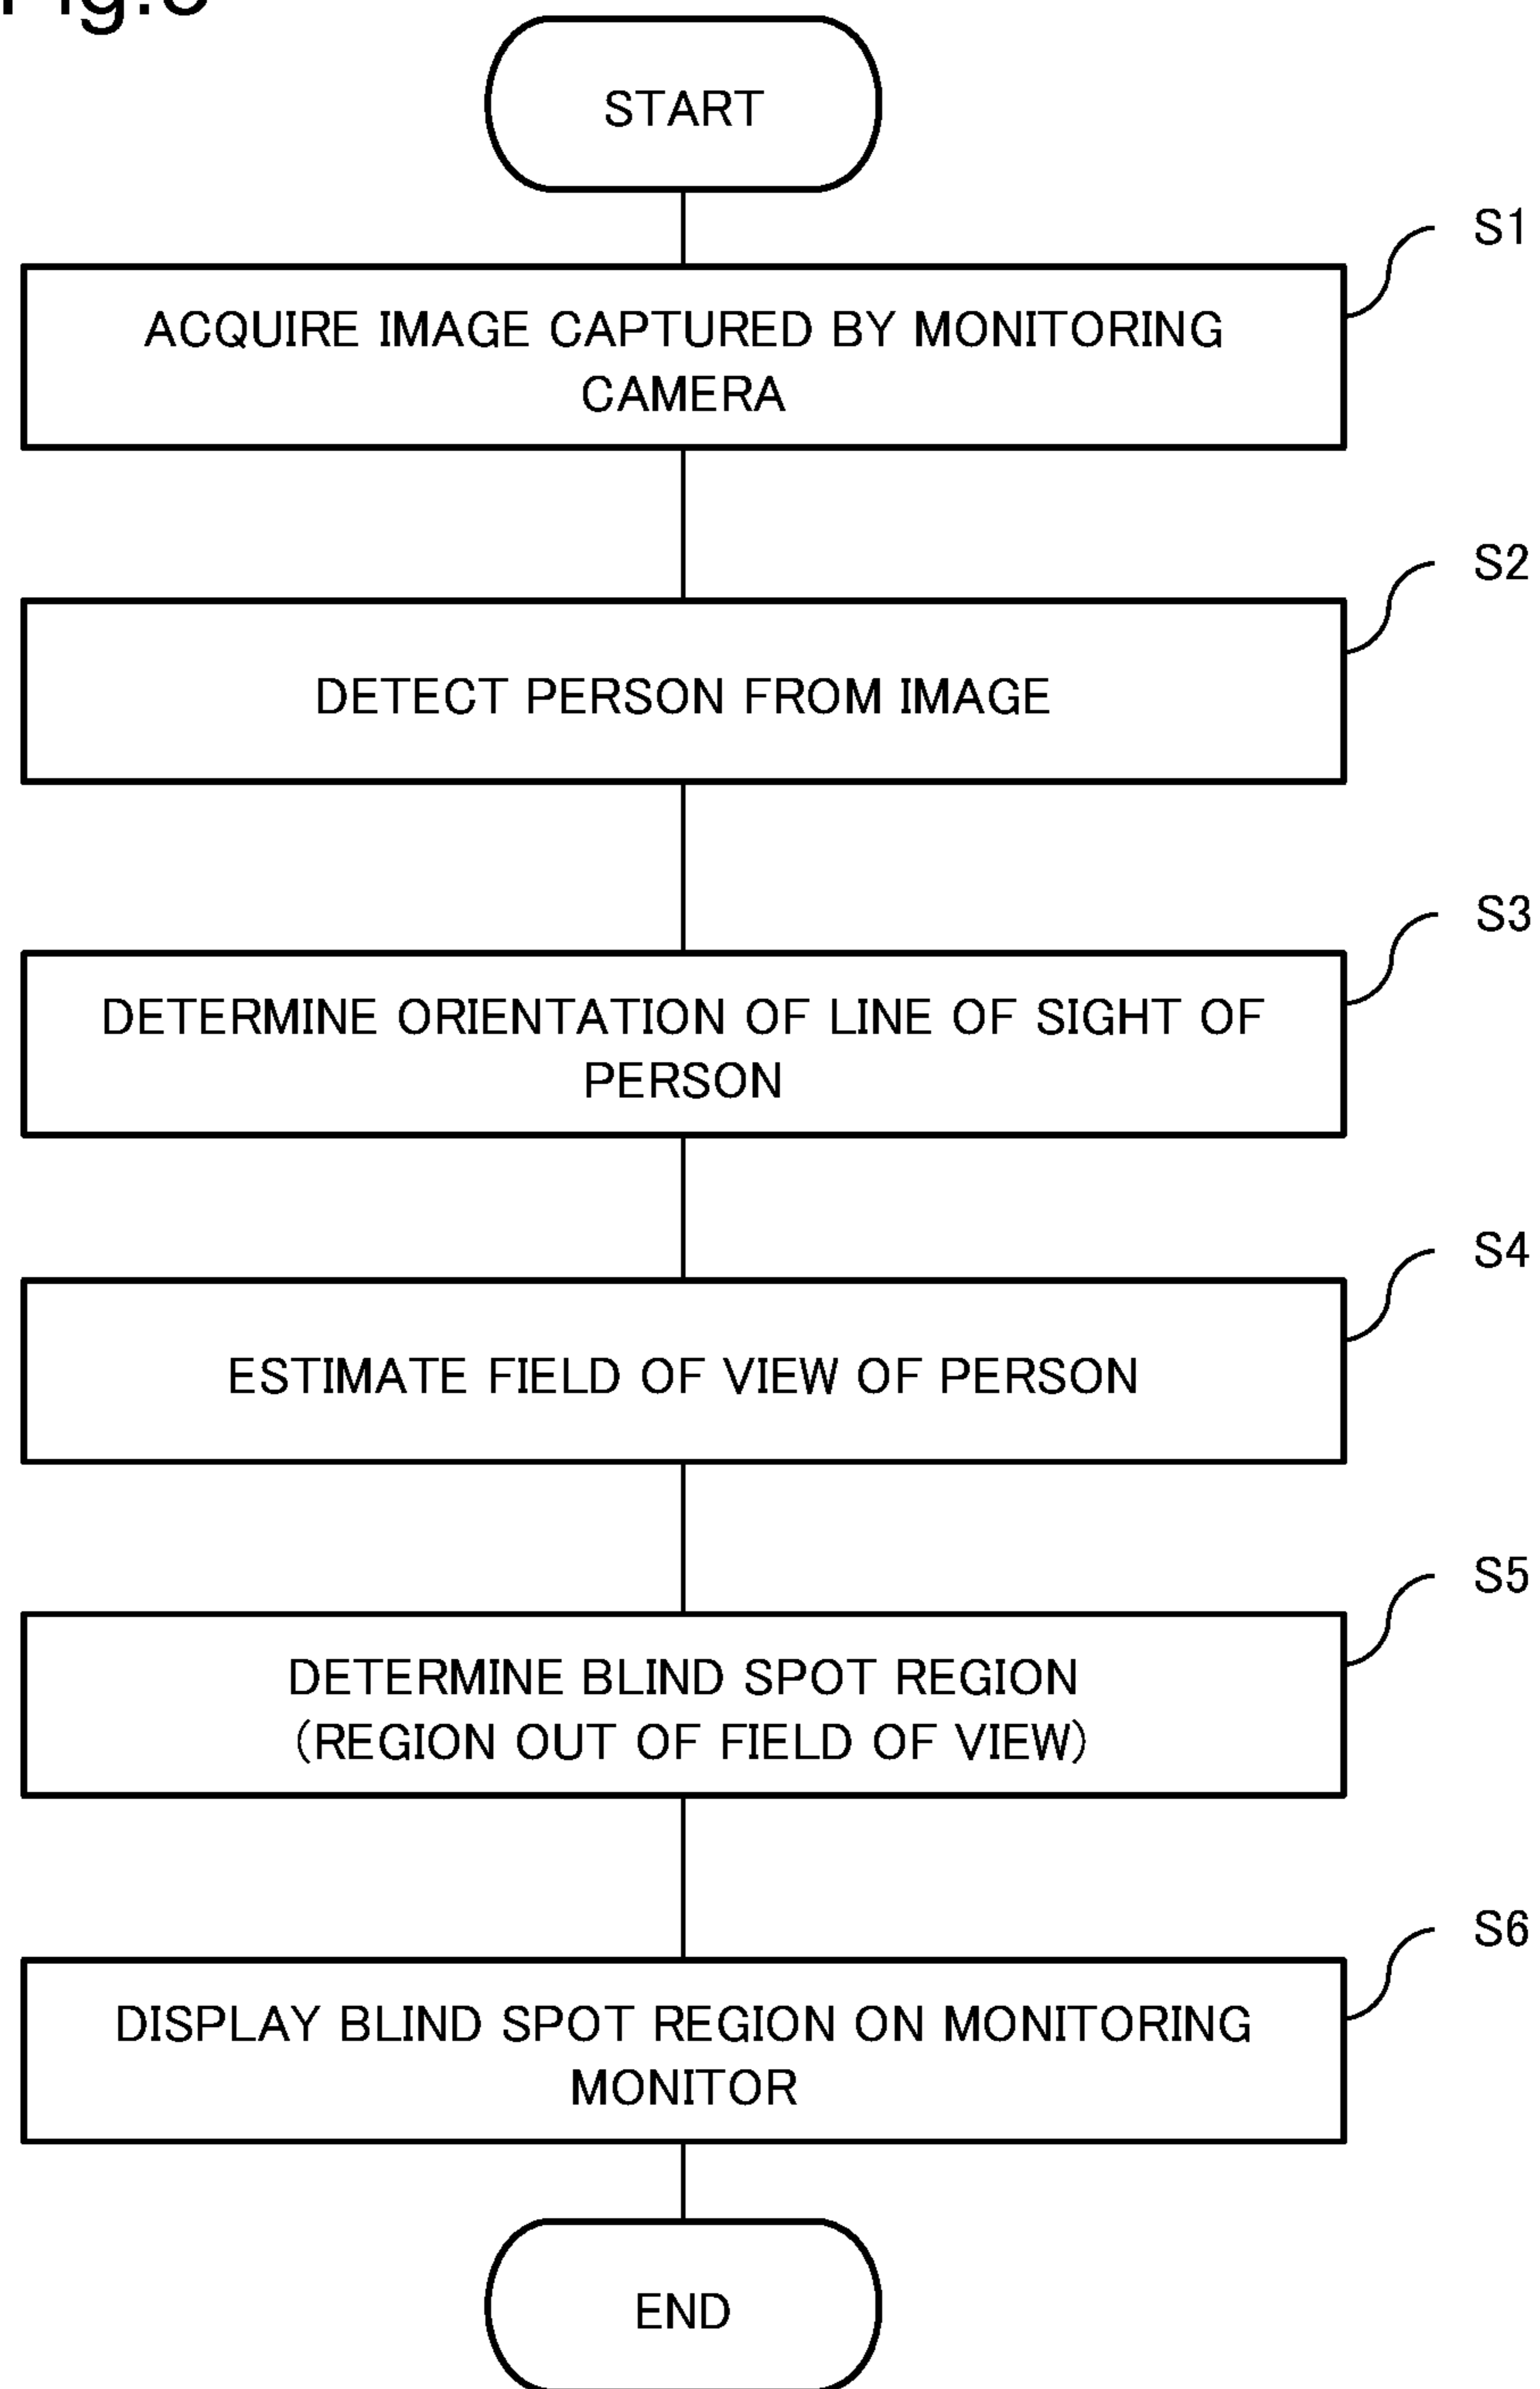 START
S1
ACQUIRE IMAGE CAPTURED BY MONITORING
CAMERA
S2
DETECT PERSON FROM IMAGE
S3
DETERMINE ORIENTATION OF LINE OF SIGHT OF
PERSON
S4
ESTIMATE FIELD OF VIEW OF PERSON
S5
DETERMINE BLIND SPOT REGION
(REGION OUT OF FIELD OF VIEW)
S6
DISPLAY BLIND SPOT REGION ON MONITORING
MONITOR
END